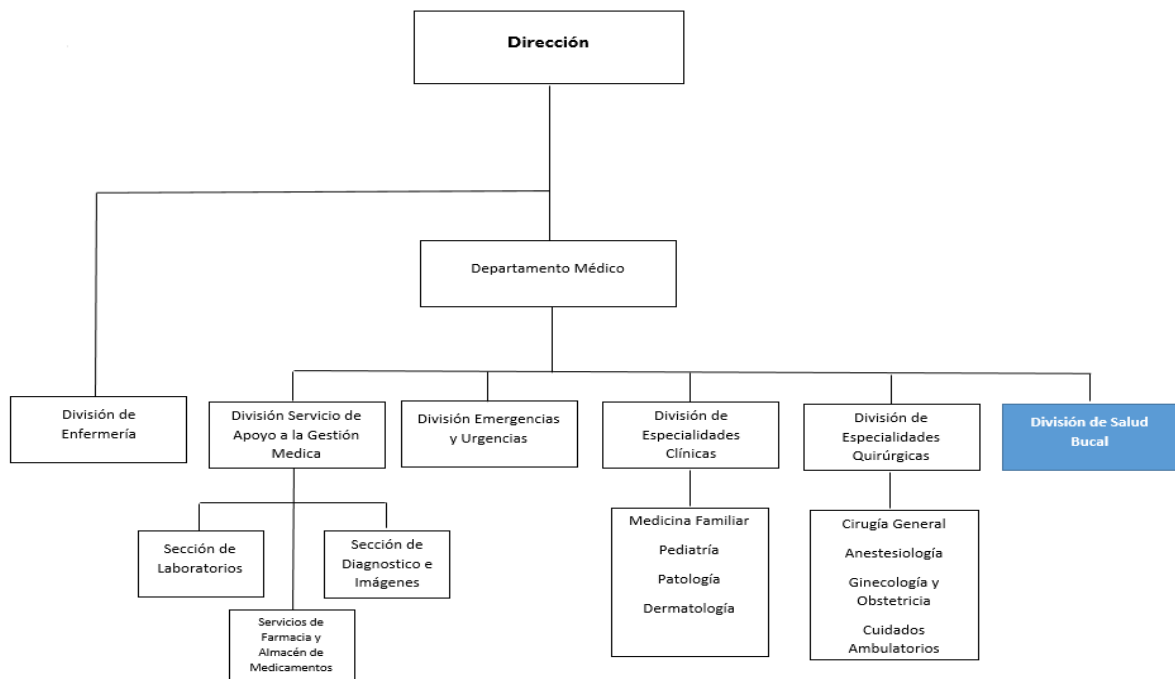 Dirección
Departamento Médico
División de
Enfermería
División Servicio de
Apoyo a la Gestión
Medica
División Emergencias
y Urgencias
División de
Especialidades
Clínicas
División de
Especialidades
Quirúrgicas
División de Salud
Bucal
Sección de
Laboratorios
Sección de
Diagnostico e
Imágenes
Servicios de
Farmacia y
Almacén de
Medicamentos
Medicina Familiar
Pediatría
Patología
Dermatología
Cirugía General
Anestesiología
Ginecología y
Obstetricia
Cuidados
Ambulatorios